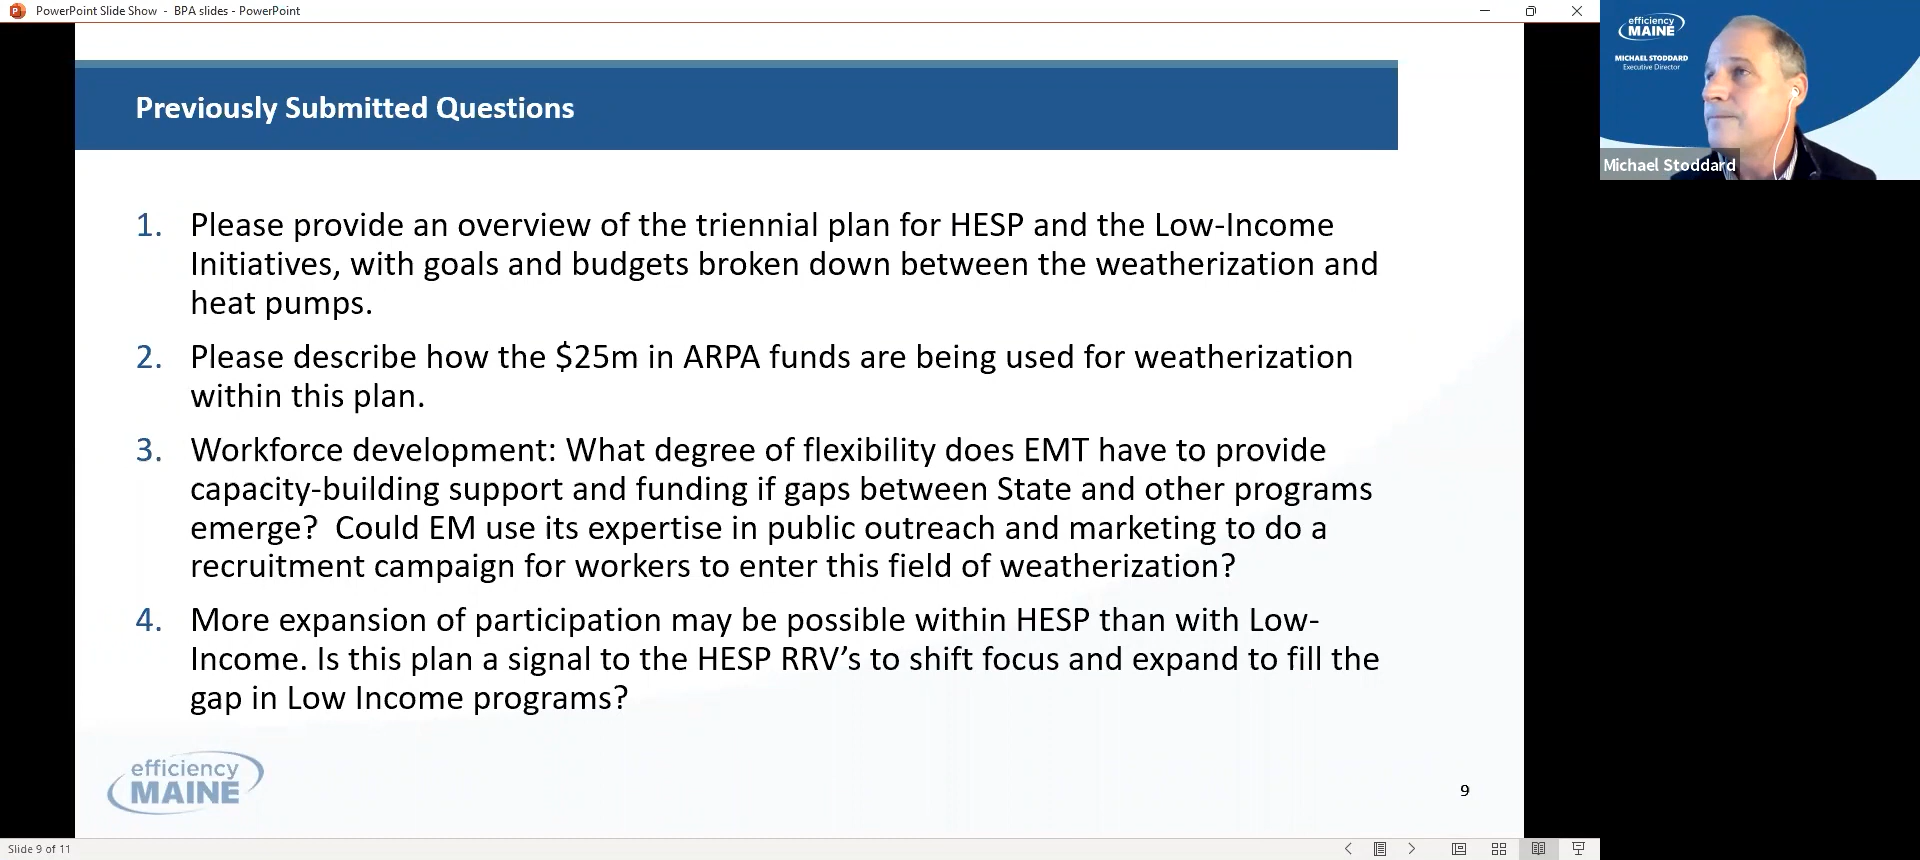 PowerPoint Slide Show - BPA slides - PowerPoint
efficiency
MAINE
MICHAEL STODDARD
Executive Director
Michael Stoddard
Previously Submitted Questions
1. Please provide an overview of the triennial plan for HESP and the Low-Income
Initiatives, with goals and budgets broken down between the weatherization and
heat pumps.
2. Please describe how the $25m in ARPA funds are being used for weatherization
within this plan.
3. Workforce development: What degree of flexibility does EMT have to provide
capacity-building support and funding if gaps between State and other programs
emerge?  Could EM use its expertise in public outreach and marketing to do a
recruitment campaign for workers to enter this field of weatherization?
4. More expansion of participation may be possible within HESP than with Low-
Income. Is this plan a signal to the HESP RRV’s to shift focus and expand to fill the
gap in Low Income programs?
efficiency
MAINE
9
Slide 9 of 11